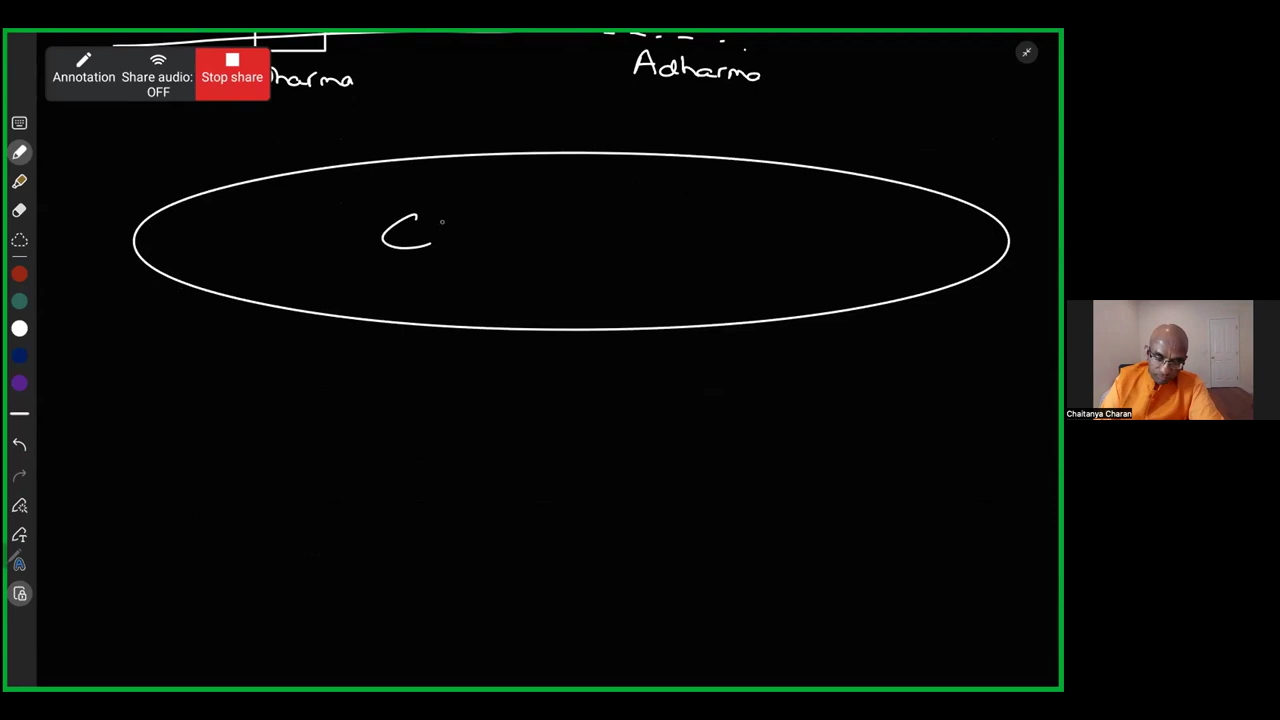 Annotation
Share audio: OFF
Stop share
harma
Adharma
C
Chaitanya Charan